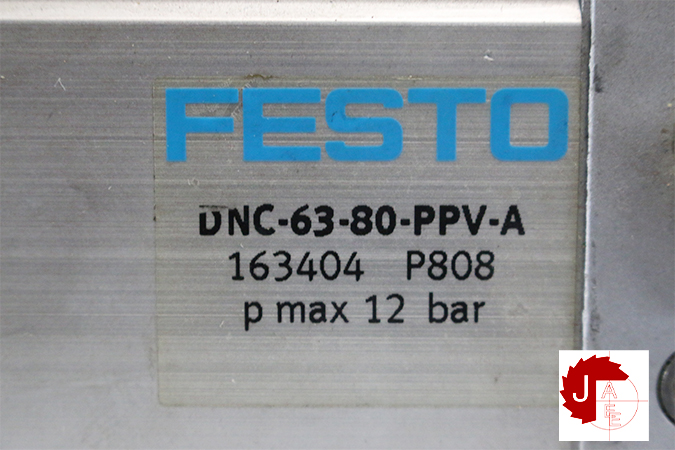 FESTO
DNC-63-80-PPV-A
163404 P808
p max 12 bar
J
A
E
E